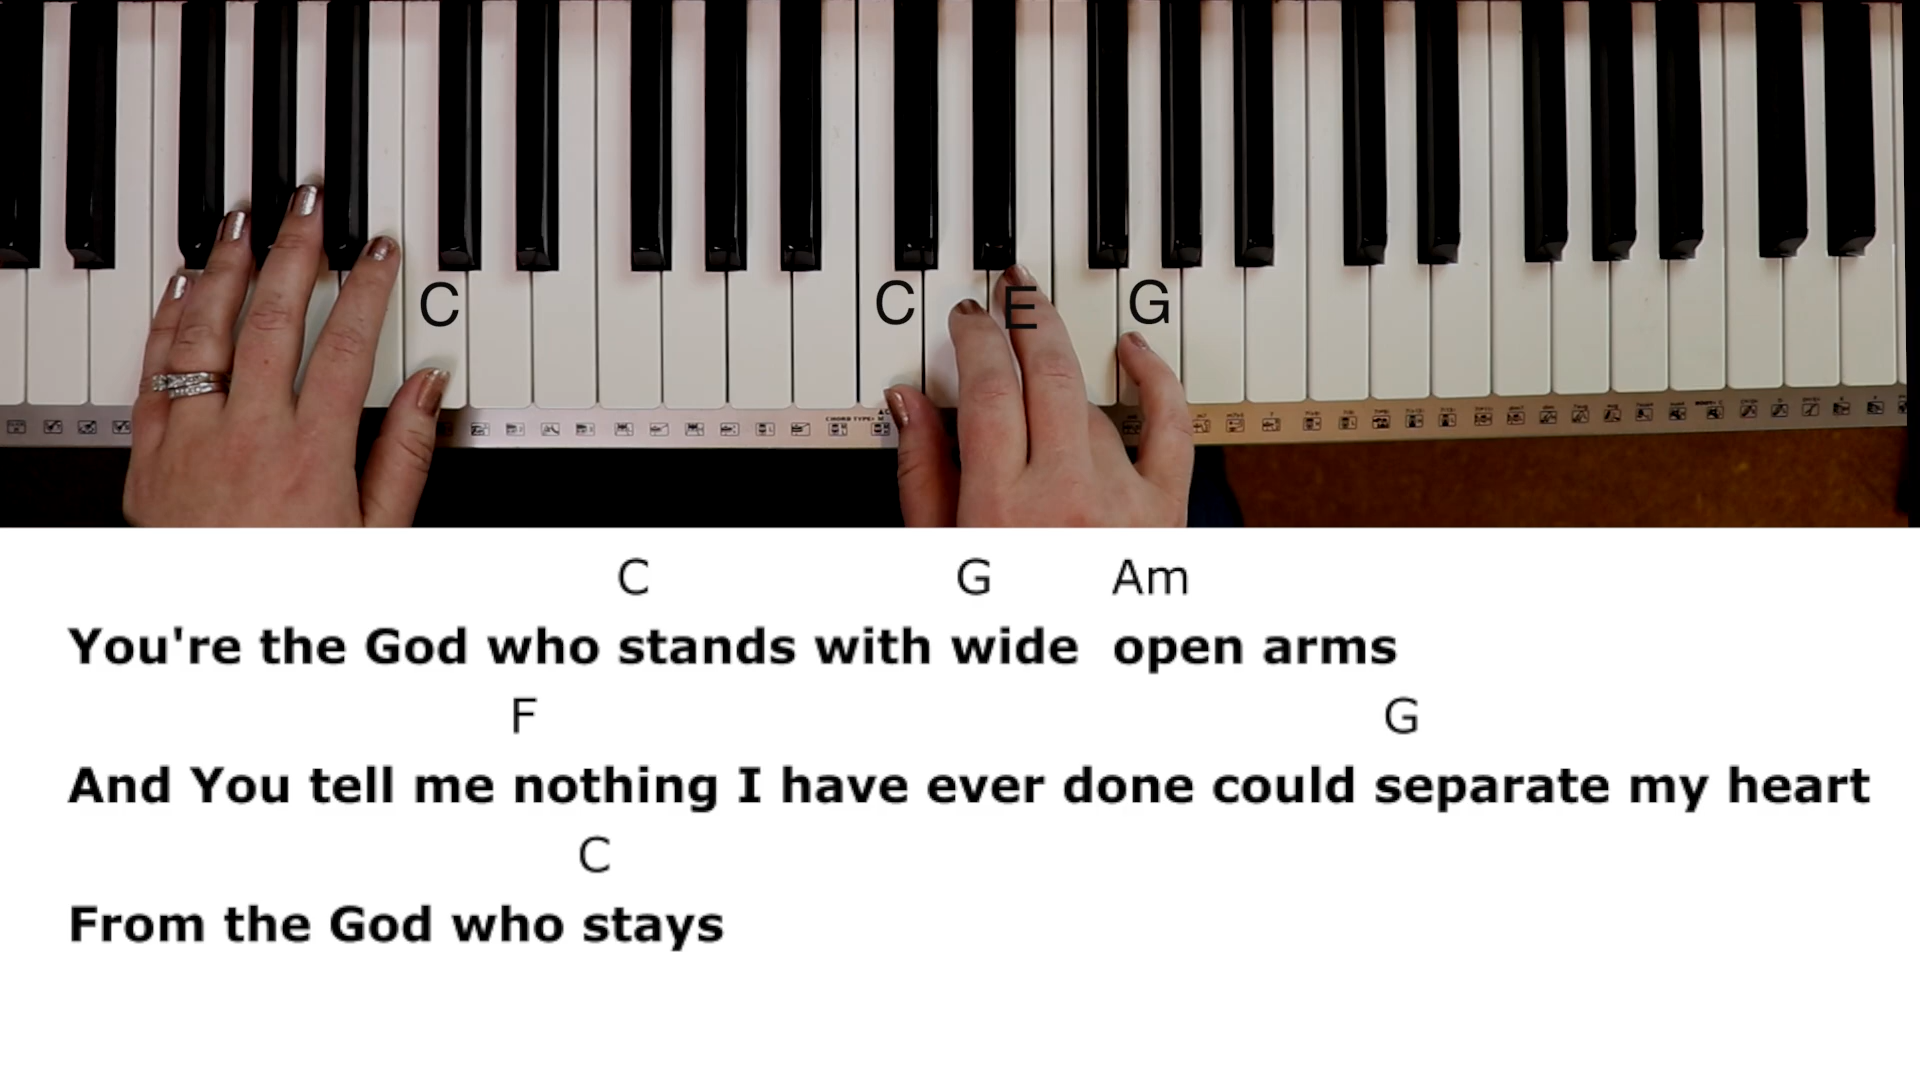 C C E G
C G Am
You're the God who stands with wide open arms
F G
And You tell me nothing I have ever done could separate my heart
C
From the God who stays